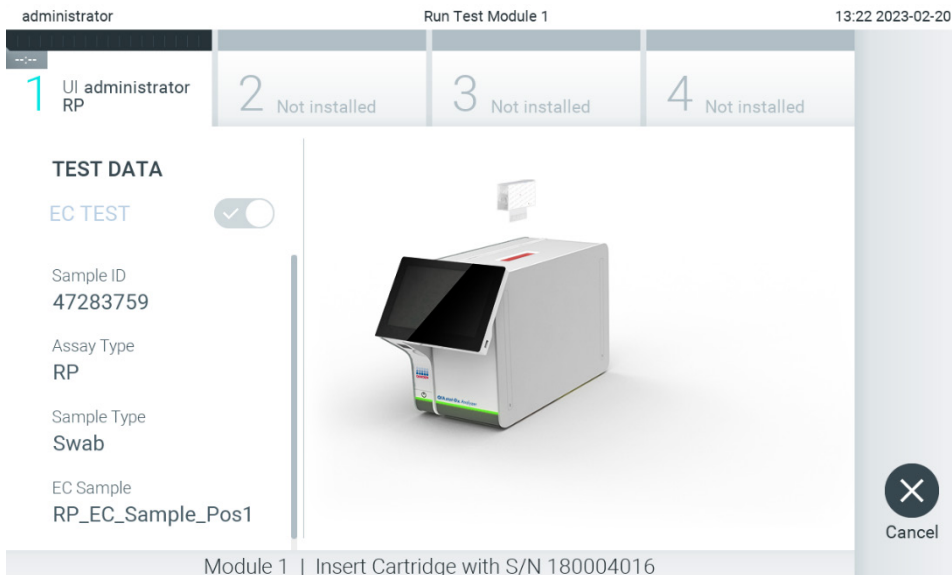 administrator
Run Test Module 1
13:22 2023-02-20
--:--
1
UI administrator
RP
2 Not installed
3 Not installed
4 Not installed
TEST DATA
EC TEST
Sample ID
47283759
Assay Type
RP
Sample Type
Swab
EC Sample
RP_EC_Sample_Pos1
Cancel
Module 1 | Insert Cartridge with S/N 180004016